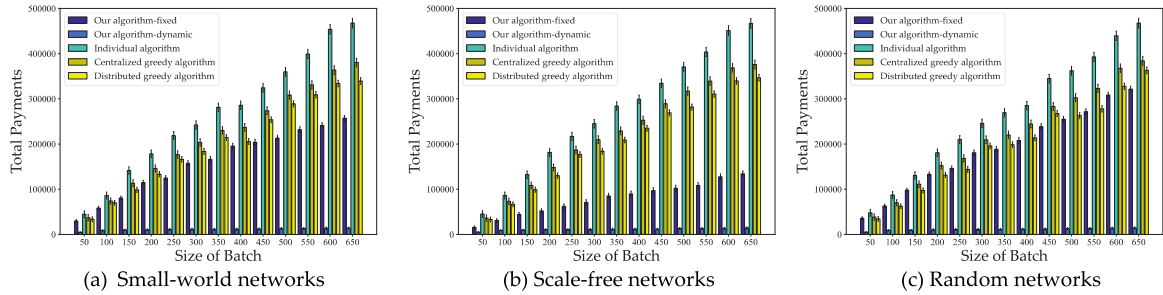 500000
400000
300000
200000
100000
0
Total Payments
Our algorithm-fixed
Our algorithm-dynamic
Individual algorithm
Centralized greedy algorithm
Distributed greedy algorithm
50 100 150 200 250 300 350 400 450 500 550 600 650
Size of Batch
(a) Small-world networks
500000
400000
300000
200000
100000
0
Total Payments
Our algorithm-fixed
Our algorithm-dynamic
Individual algorithm
Centralized greedy algorithm
Distributed greedy algorithm
50 100 150 200 250 300 350 400 450 500 550 600 650
Size of Batch
(b) Scale-free networks
500000
400000
300000
200000
100000
0
Total Payments
Our algorithm-fixed
Our algorithm-dynamic
Individual algorithm
Centralized greedy algorithm
Distributed greedy algorithm
50 100 150 200 250 300 350 400 450 500 550 600 650
Size of Batch
(c) Random networks